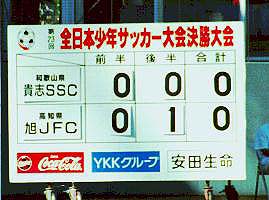 第23回 全日本少年サッカー大会決勝大会
前半 後半 合計
和歌山県
貴志SSC 0 0 0
高知県
旭JFC 0 1 0
Coca-Cola YKKグループ 安田生命